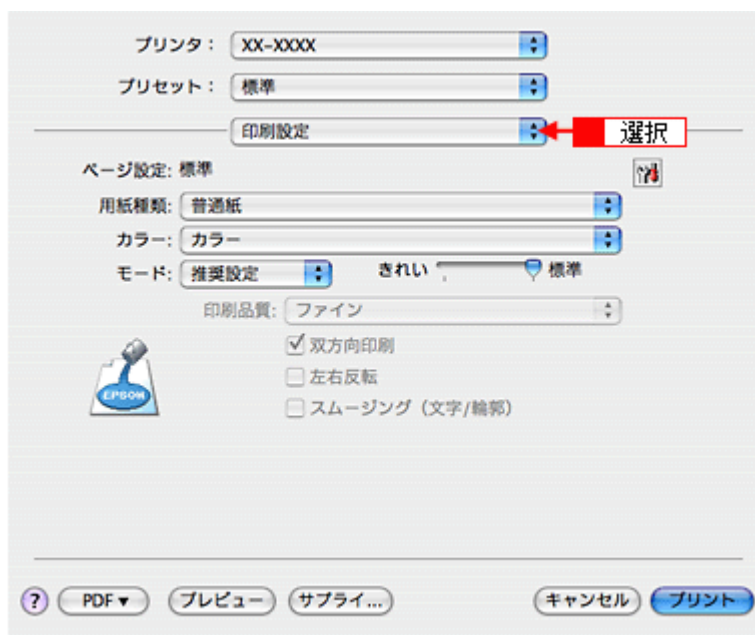 プリンタ： XX-XXXX
プリセット： 標準
印刷設定 選択
ページ設定: 標準
用紙種類: 普通紙
カラー: カラー
モード: 推奨設定 きれい 標準
印刷品質: ファイン
双方向印刷
左右反転
EPSON
スムージング（文字/輪郭）
? PDF▼ プレビュー サプライ... キャンセル プリント